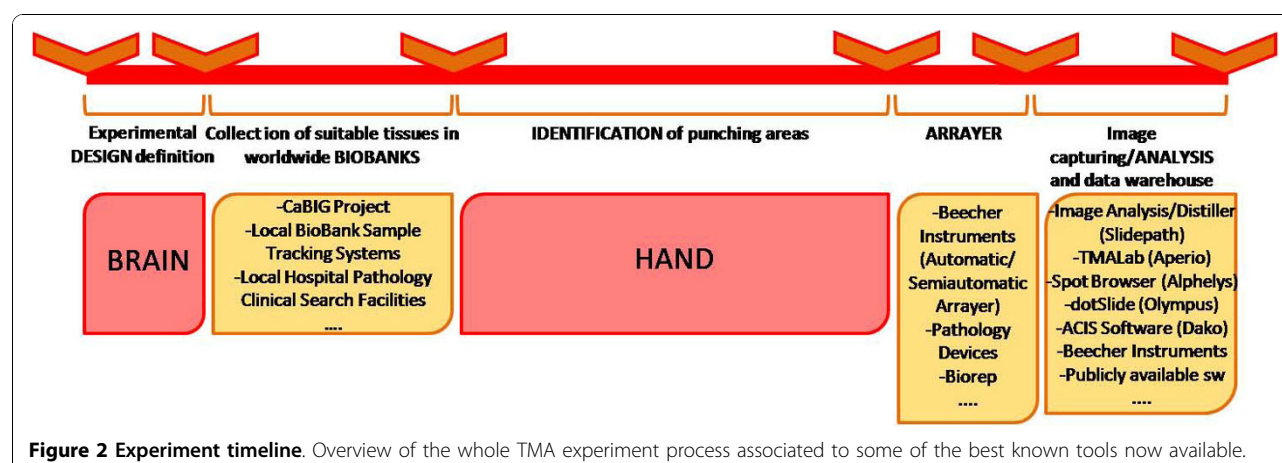 Experimental
DESIGN definition
Collection of suitable tissues in
worldwide BIOBANKS
IDENTIFICATION of punching areas
ARRAYER
Image
capturing/ANALYSIS
and data warehouse
BRAIN
-CaBIG Project
-Local BioBank Sample
Tracking Systems
-Local Hospital Pathology
Clinical Search Facilities
....
HAND
-Beecher
Instruments
(Automatic/
Semiautomatic
Arrayer)
-Pathology
Devices
-Biorep
....
-Image Analysis/Distiller
(Slidepath)
-TMALab (Aperio)
-Spot Browser (Alphelys)
-dotSlide (Olympus)
-ACIS Software (Dako)
-Beecher Instruments
-Publicly available sw
....
Figure 2 Experiment timeline. Overview of the whole TMA experiment process associated to some of the best known tools now available.